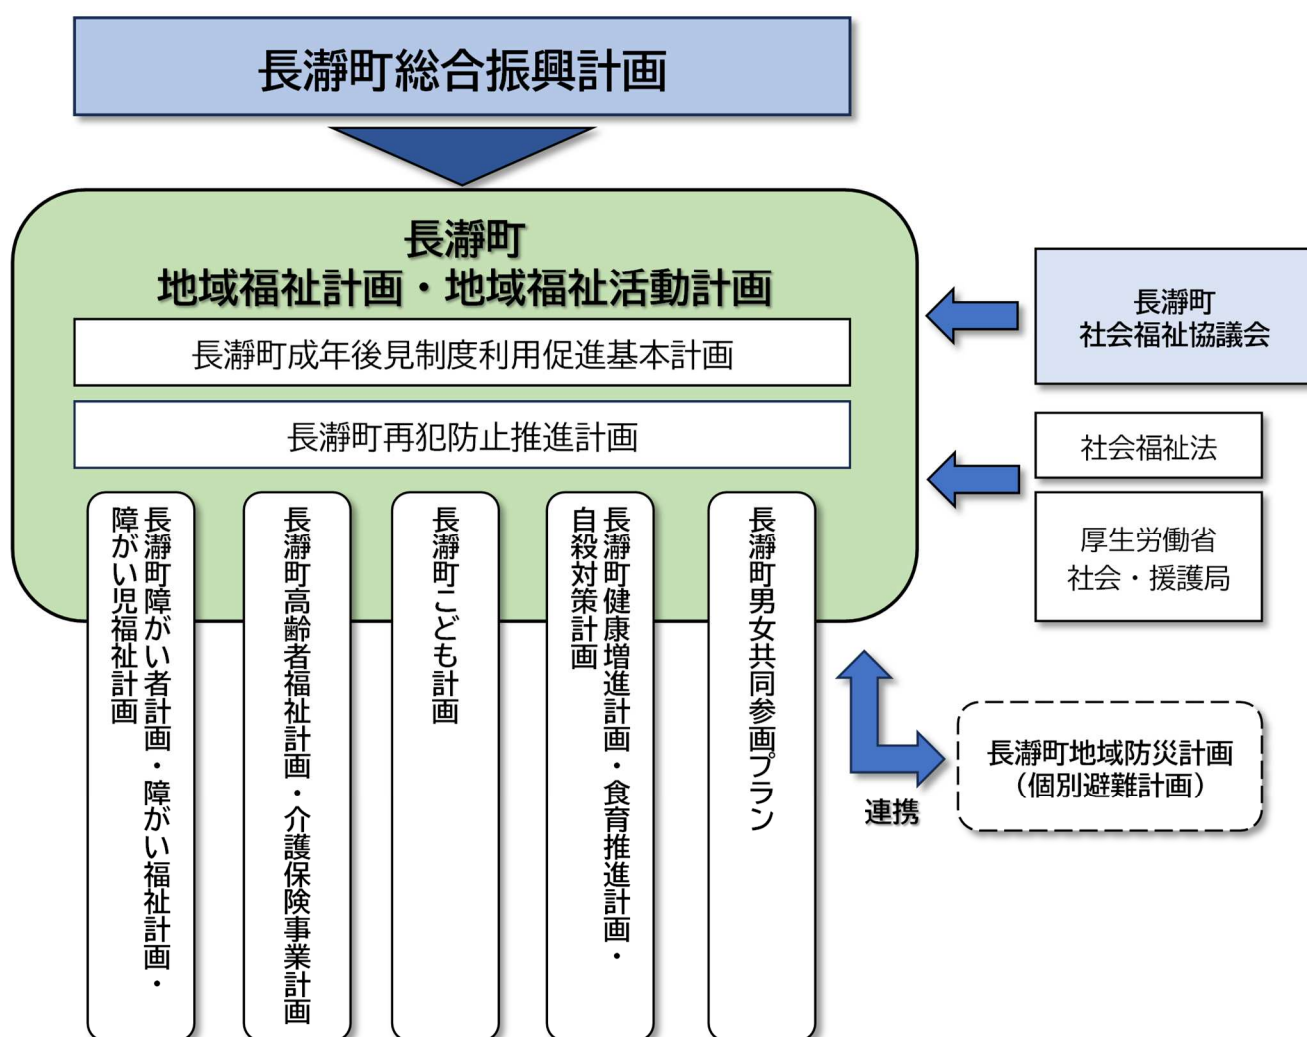 長瀞町総合振興計画
長瀞町
地域福祉計画・地域福祉活動計画
長瀞町成年後見制度利用促進基本計画
長瀞町再犯防止推進計画
長瀞町障がい者計画・障がい福祉計画・
障がい児福祉計画
長瀞町高齢者福祉計画・介護保険事業計画
長瀞町こども計画
長瀞町健康増進計画・食育推進計画・
自殺対策計画
長瀞町男女共同参画プラン
長瀞町
社会福祉協議会
社会福祉法
厚生労働省
社会・援護局
連携
長瀞町地域防災計画
（個別避難計画）